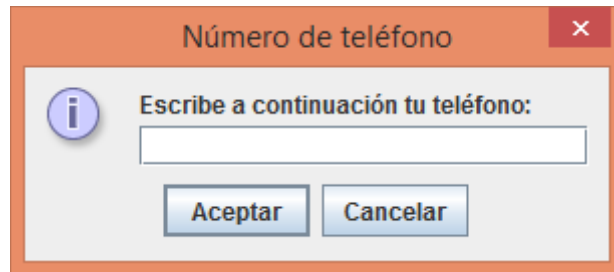 Número de teléfono
Escribe a continuación tu teléfono:
Aceptar Cancelar